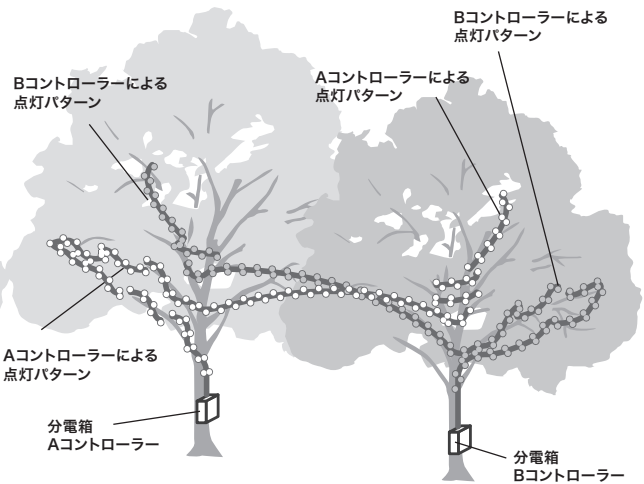 Bコントローラーによる
点灯パターン
Aコントローラーによる
点灯パターン
Bコントローラーによる
点灯パターン
Aコントローラーによる
点灯パターン
分電箱
Aコントローラー
分電箱
Bコントローラー